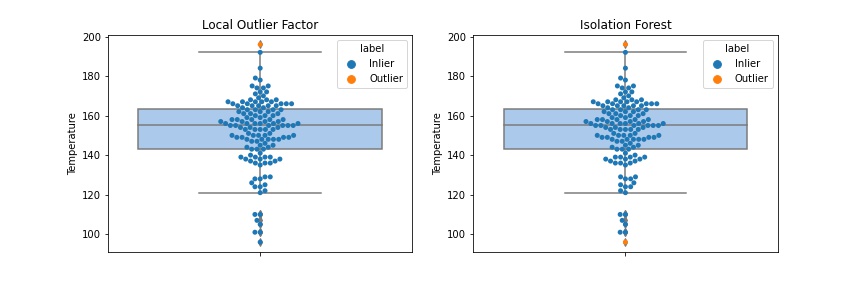 Local Outlier Factor
200
180
160
140
120
100
Temperature
label
Inlier
Outlier
Isolation Forest
200
180
160
140
120
100
Temperature
label
Inlier
Outlier